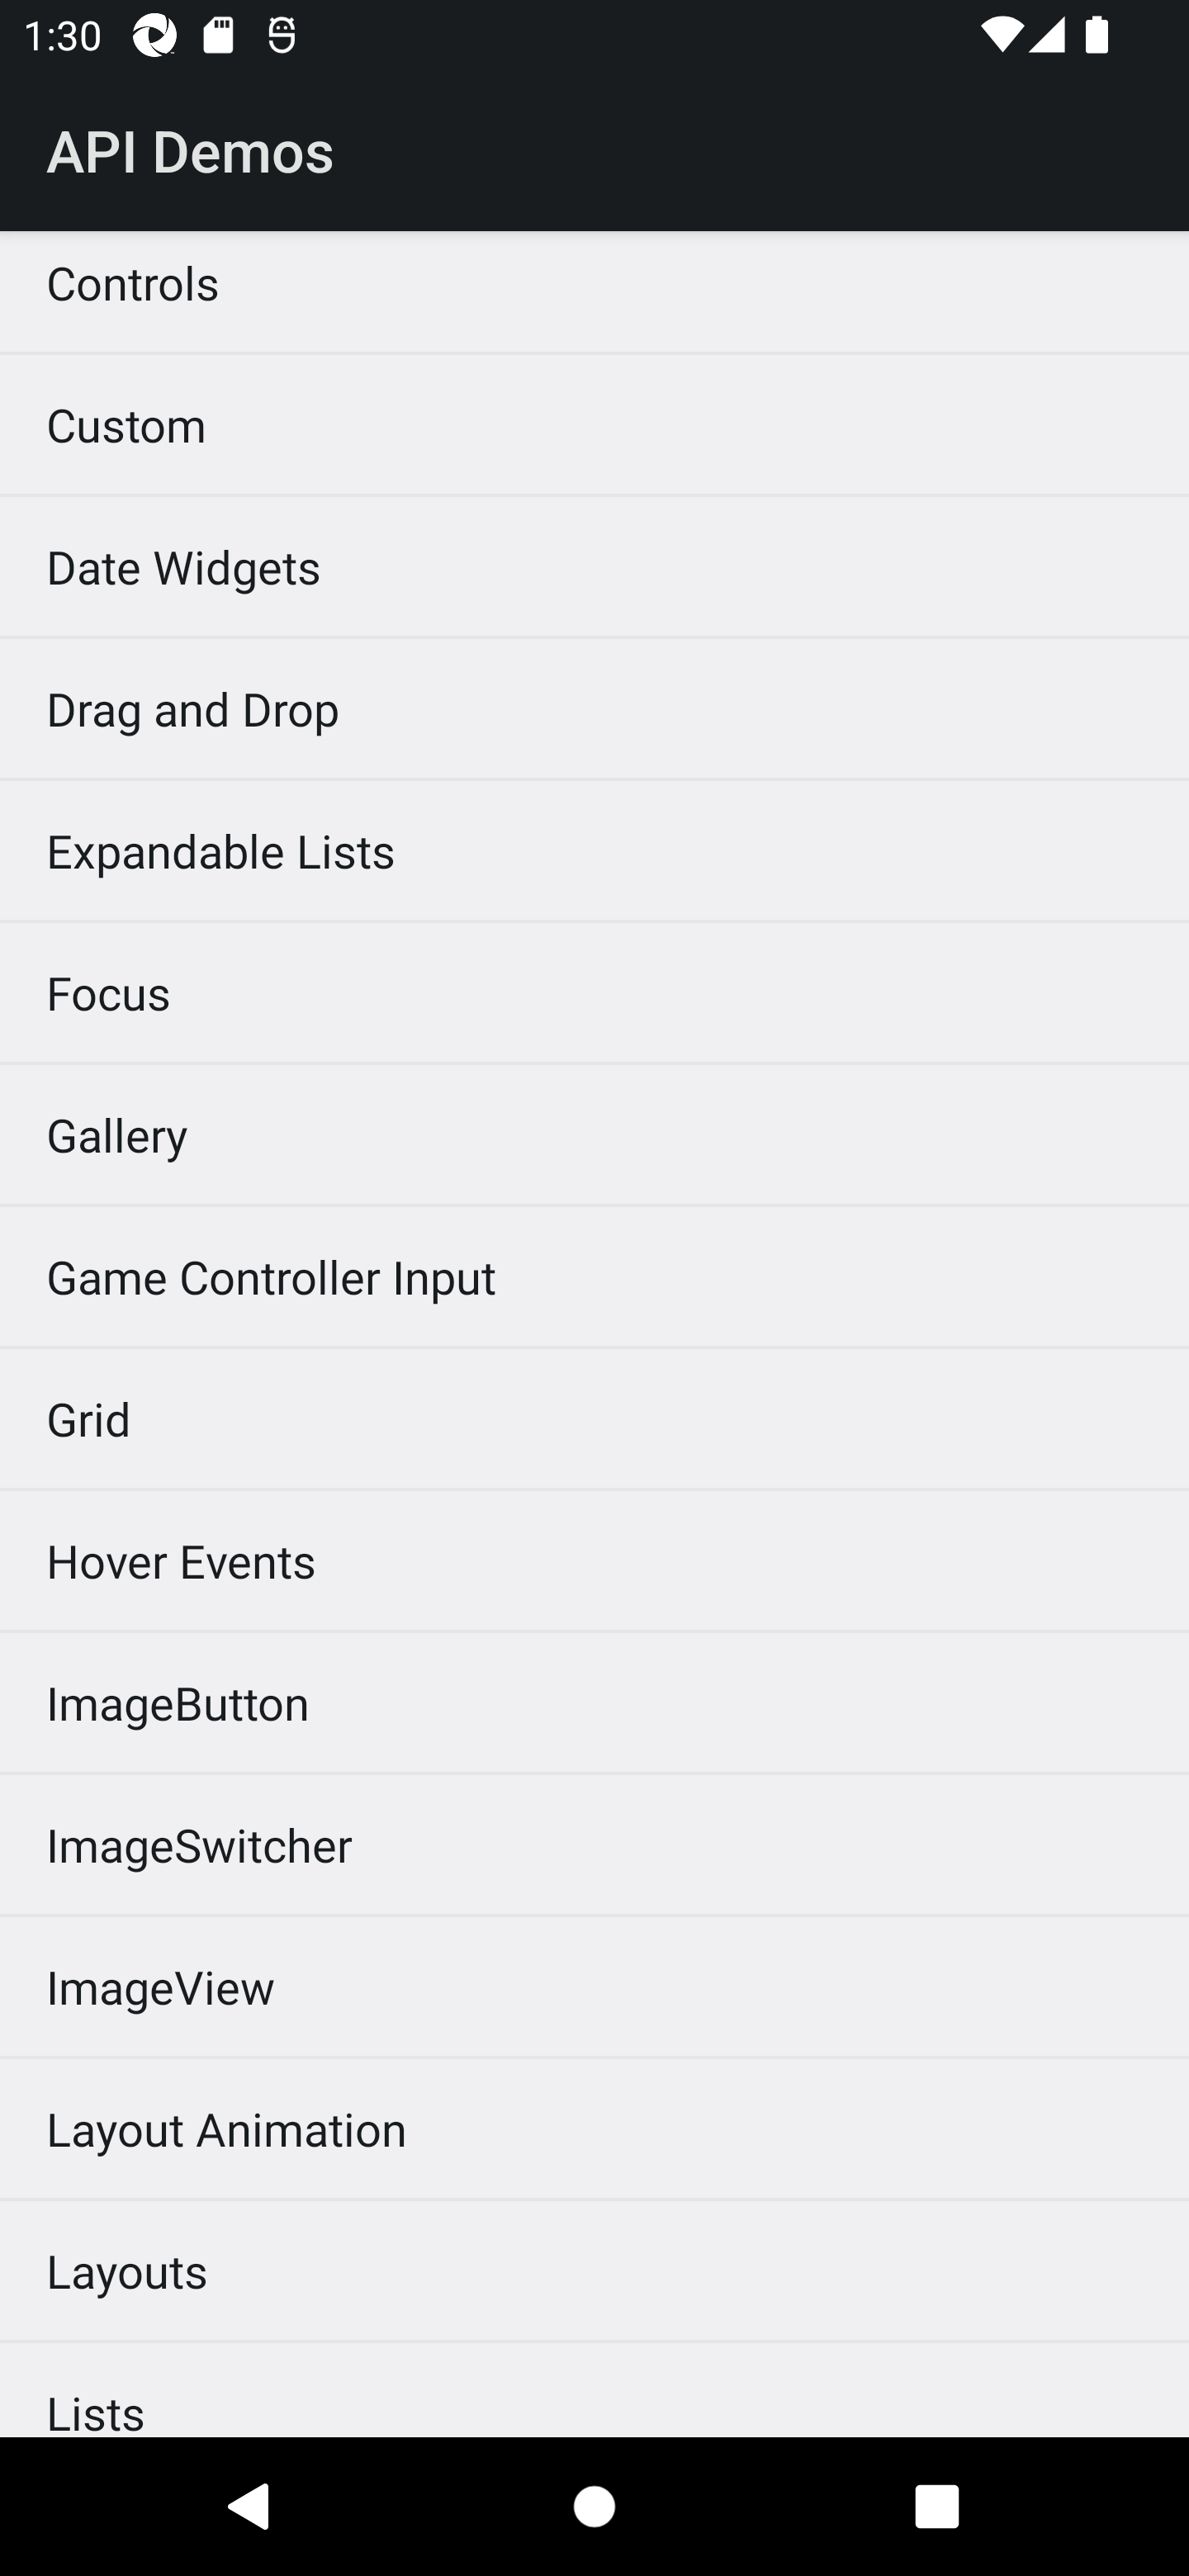 1:30
API Demos
Controls
Custom
Date Widgets
Drag and Drop
Expandable Lists
Focus
Gallery
Game Controller Input
Grid
Hover Events
ImageButton
ImageSwitcher
ImageView
Layout Animation
Layouts
Lists